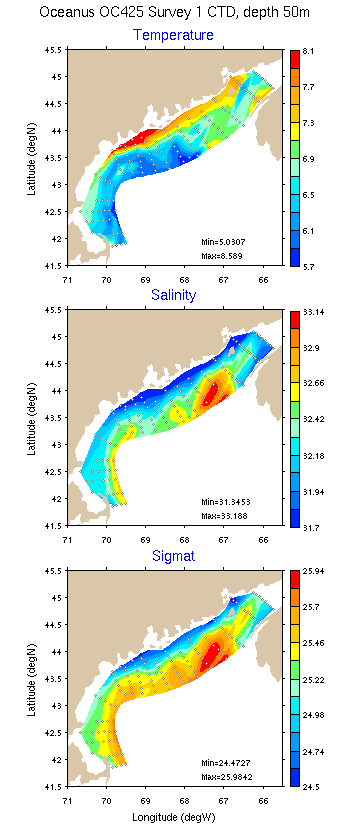 Oceanus OC425 Survey 1 CTD, depth 50m
Temperature
45.5
45
44.5
44
43.5
43
42.5
42
41.5
Latitude (degN)
71 70 69 68 67 66
Min=5.0307
Max=8.589
8.1
7.7
7.3
6.9
6.5
6.1
5.7
Salinity
45.5
45
44.5
44
43.5
43
42.5
42
41.5
Latitude (degN)
71 70 69 68 67 66
Min=31.3453
Max=33.188
33.14
32.9
32.66
32.42
32.18
31.94
31.7
Sigmat
45.5
45
44.5
44
43.5
43
42.5
42
41.5
Latitude (degN)
71 70 69 68 67 66
Longitude (degW)
Min=24.4727
Max=25.9842
25.94
25.7
25.46
25.22
24.98
24.74
24.5